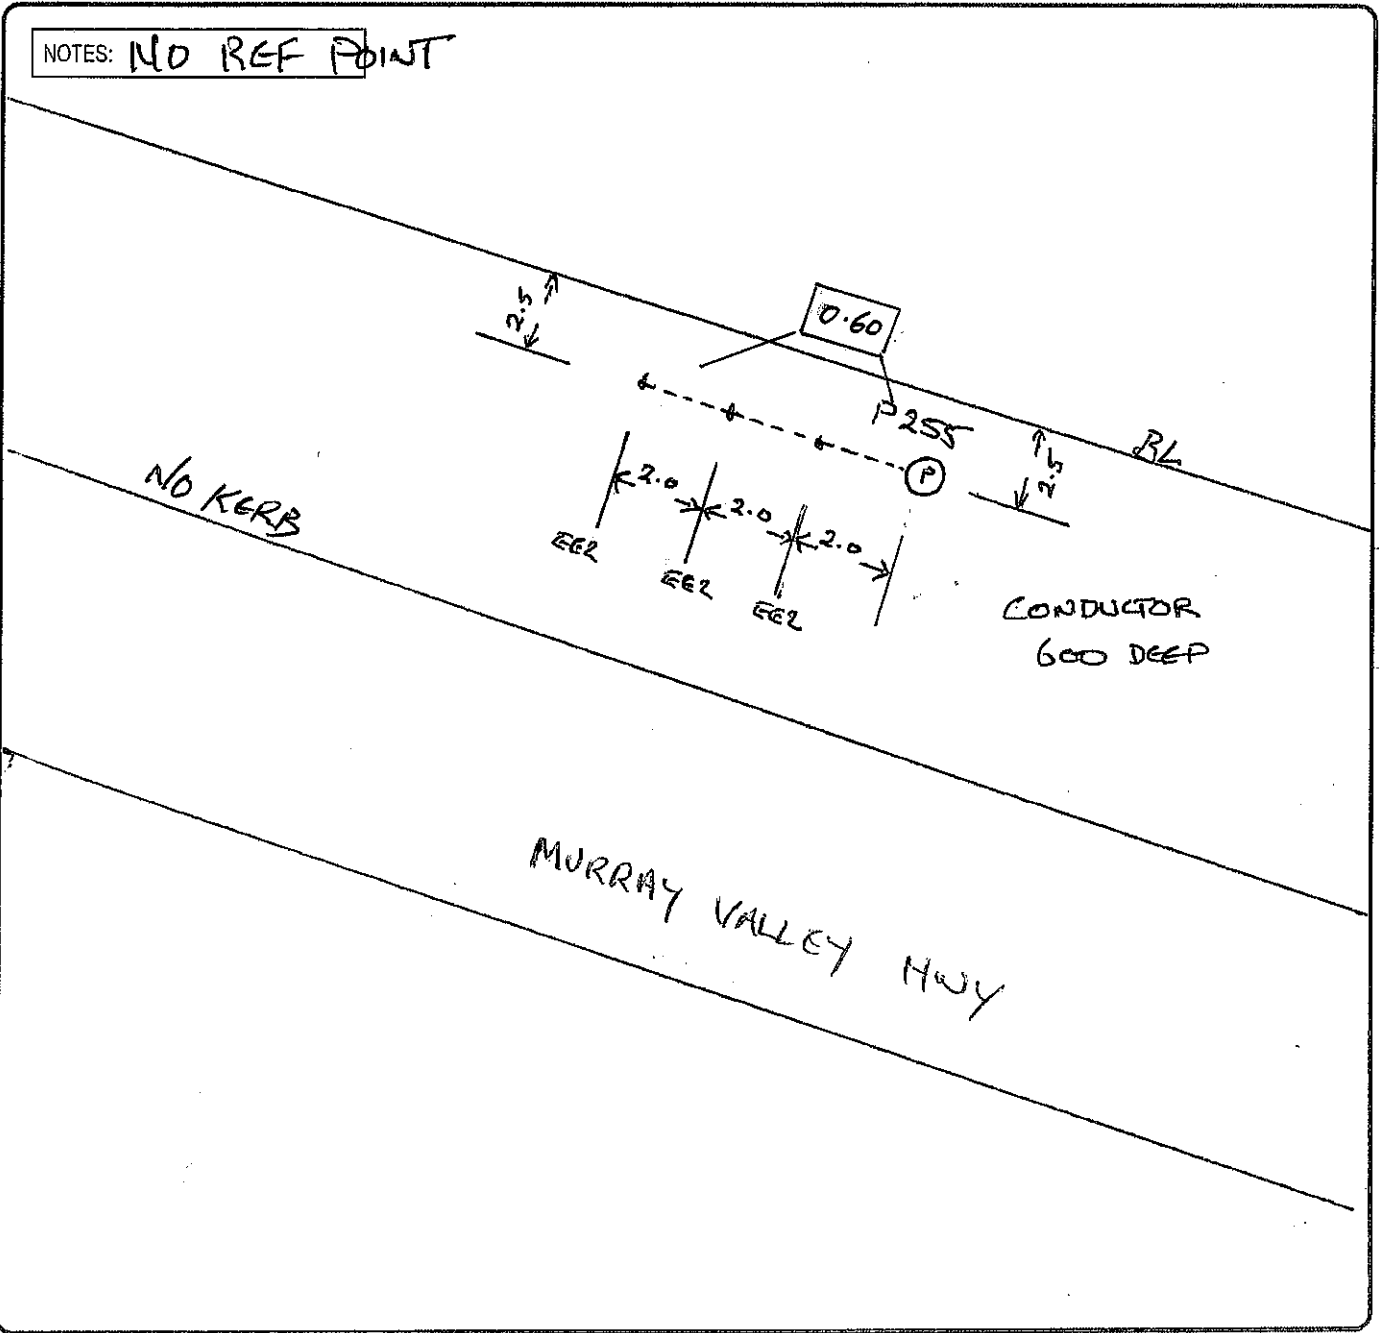 NOTES: NO REF POINT
2.5
0.60
P255
P
2.5
BL
NO KERB
2.0
2.0
2.0
EE2
EE2
EE2
CONDUCTOR
600 DEEP
MURRAY VALLEY HWY